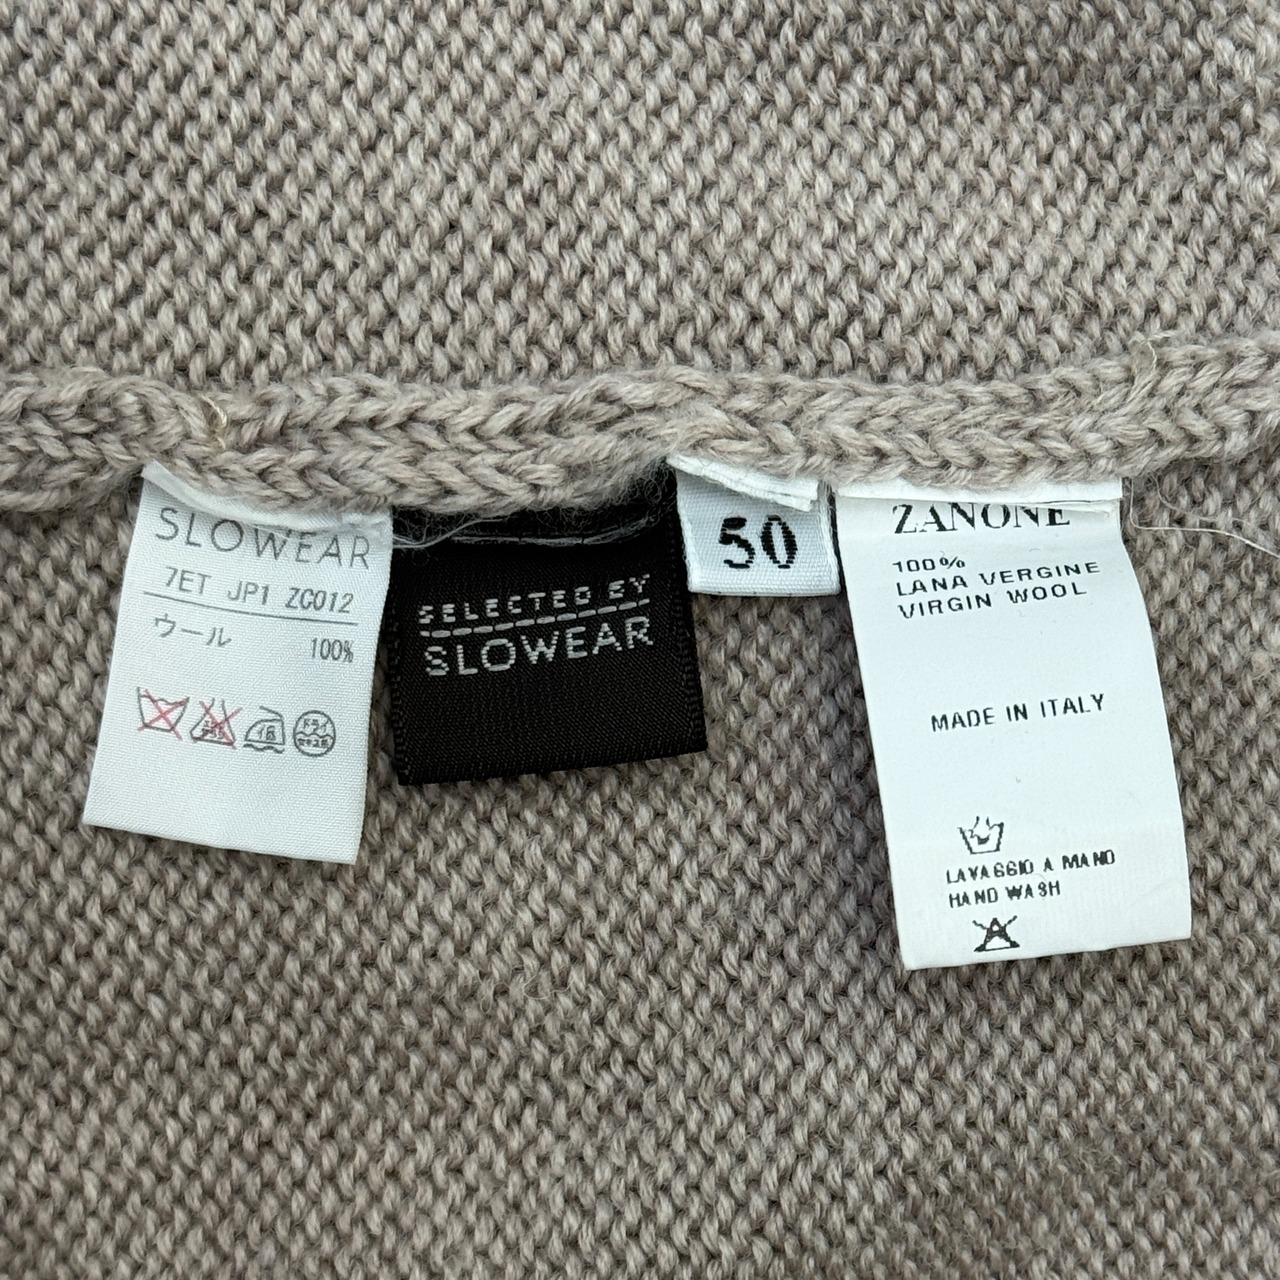 SLOWEAR
7ET JP1 ZG012
ウール 100%
SELECTED BY
SLOWEAR
50
ZANONE
100%
LANA VERGINE
VIRGIN WOOL
MADE IN ITALY
LAVAGGIO A MANO
HAND WASH